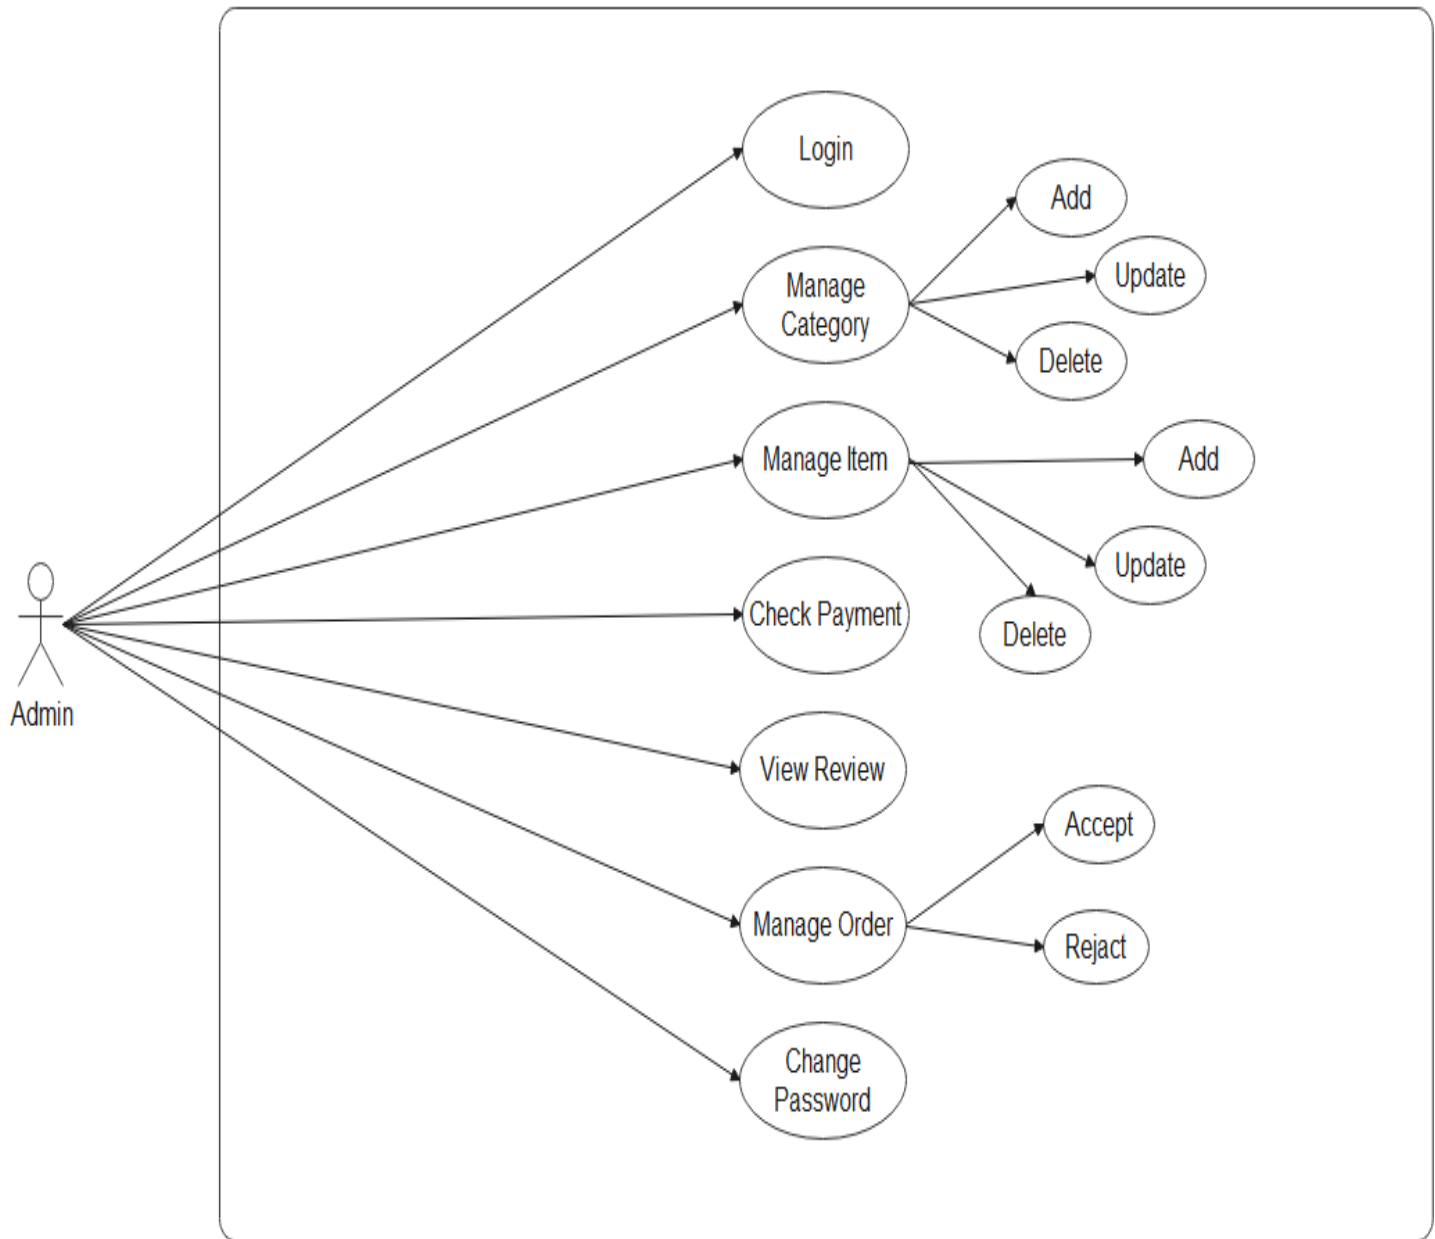 Login
Add
Manage
Category
Update
Delete
Manage Item
Add
Update
Delete
Check Payment
Admin
View Review
Accept
Manage Order
Rejact
Change
Password